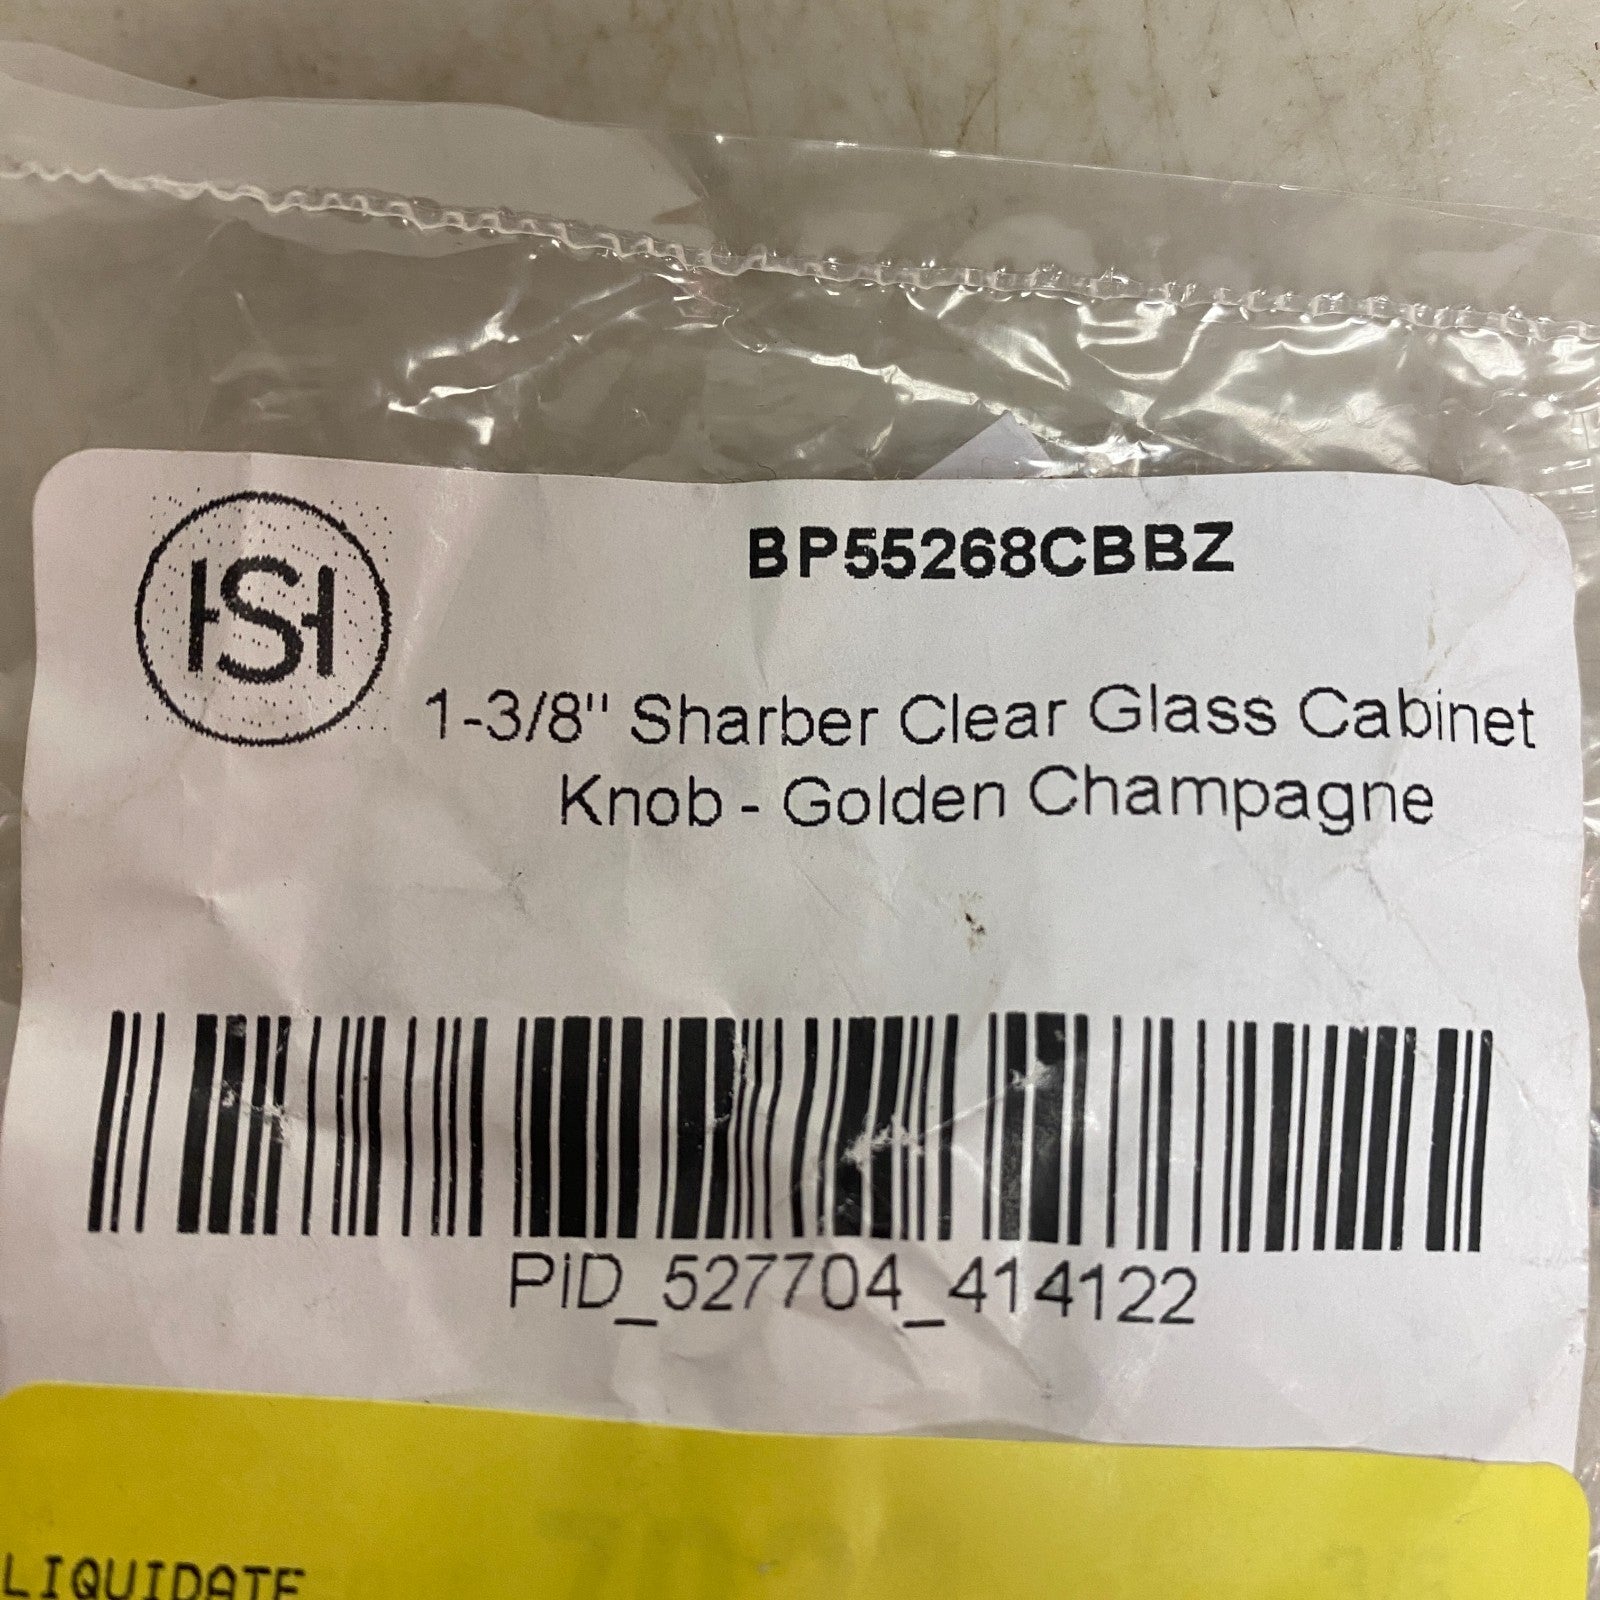 HSH
BP55268CBBZ
1-3/8" Sharber Clear Glass Cabinet
Knob - Golden Champagne
PID_527704_414122
LIQUIDATE